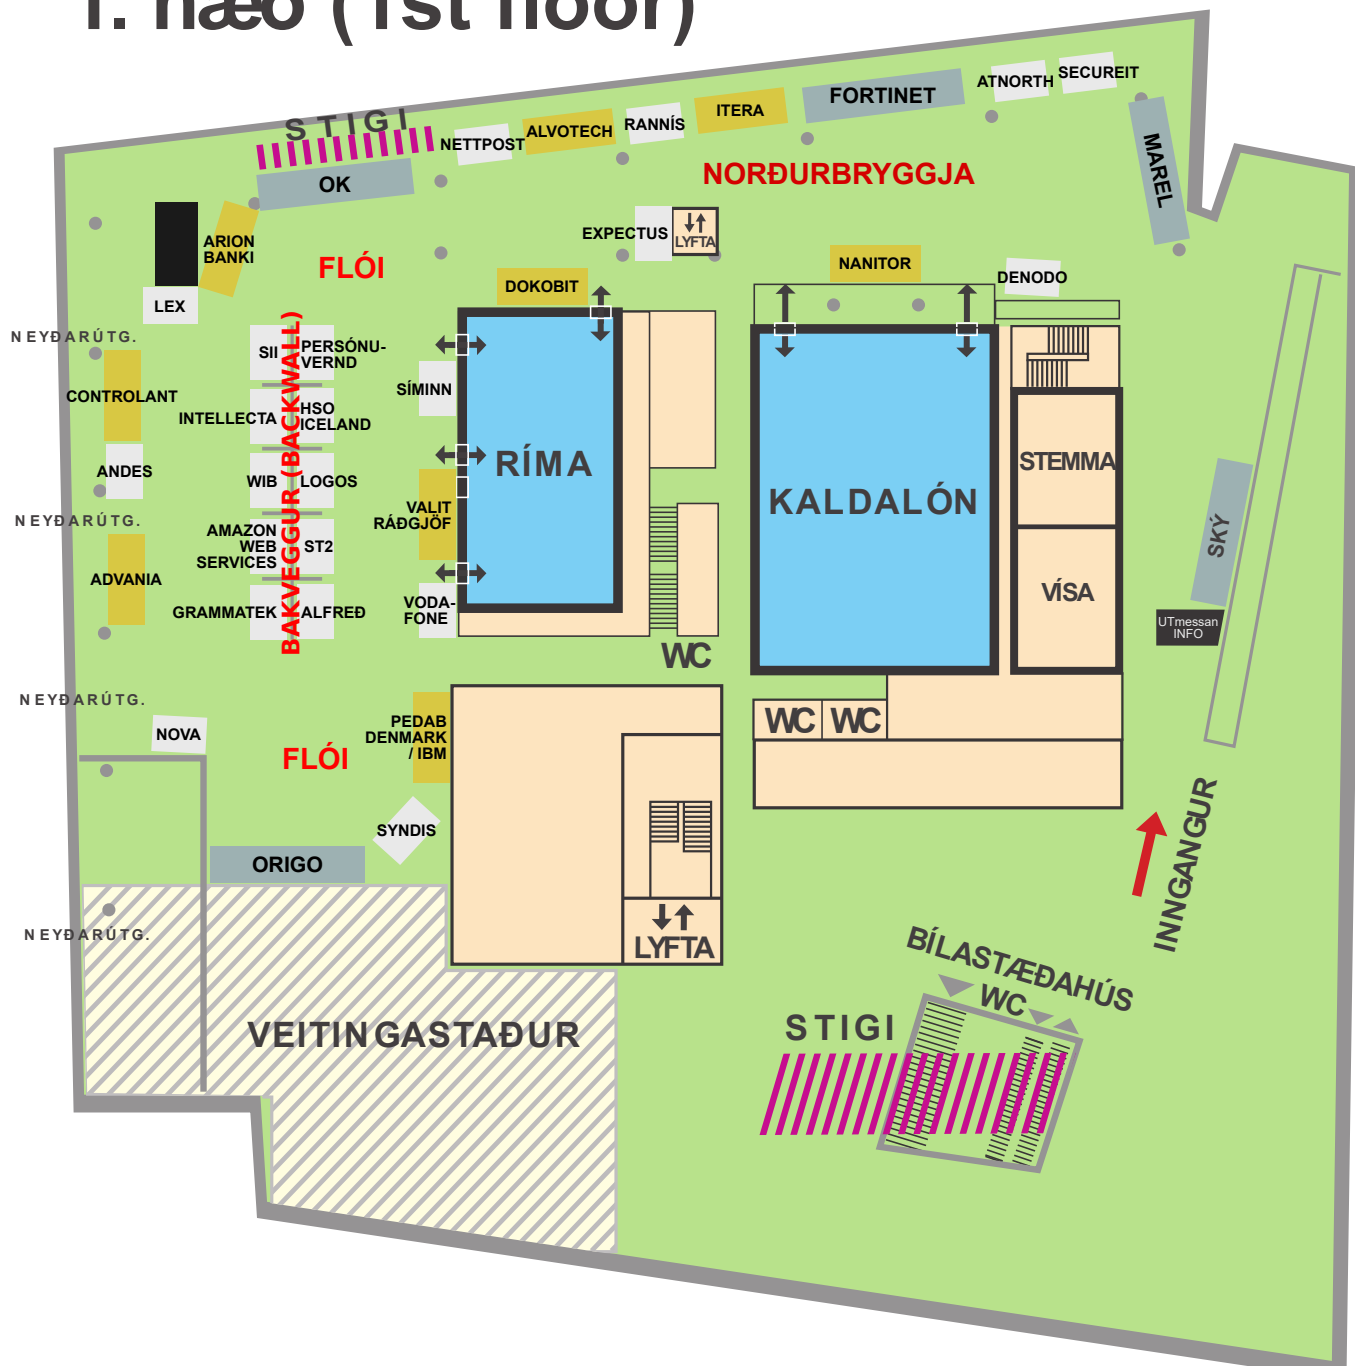 1. hæð (1st floor)
STIGI
NETTPOST
ALVOTECH
RANNÍS
ITERA
FORTINET
ATNORTH
SECUREIT
MAREL
OK
NORÐURBRYGGJA
ARION
BANKI
LEX
FLÓI
EXPECTUS
LYFTA
DOKOBIT
NANITOR
DENODO
NEYÐARÚTG.
CONTROLANT
ANDES
NEYÐARÚTG.
ADVANIA
SII
PERSÓNU-
VERND
INTELLECTA
HSO
ICELAND
WIB
LOGOS
AMAZON
WEB
SERVICES
ST2
GRAMMATEK
ALFREÐ
BAKVEGGUR (BACKWALL)
SÍMINN
VALIT
RÁÐGJÖF
VODA-
FONE
RÍMA
KALDALÓN
STEMMA
VÍSA
SKÝ
UTmessan
INFO
WC
WC
WC
NEYÐARÚTG.
NOVA
FLÓI
PEDAB
DENMARK
/ IBM
SYNDIS
ORIGO
LYFTA
INNGANGUR
NEYÐARÚTG.
VEITINGASTAÐUR
BÍLASTÆÐAHÚS
WC
STIGI